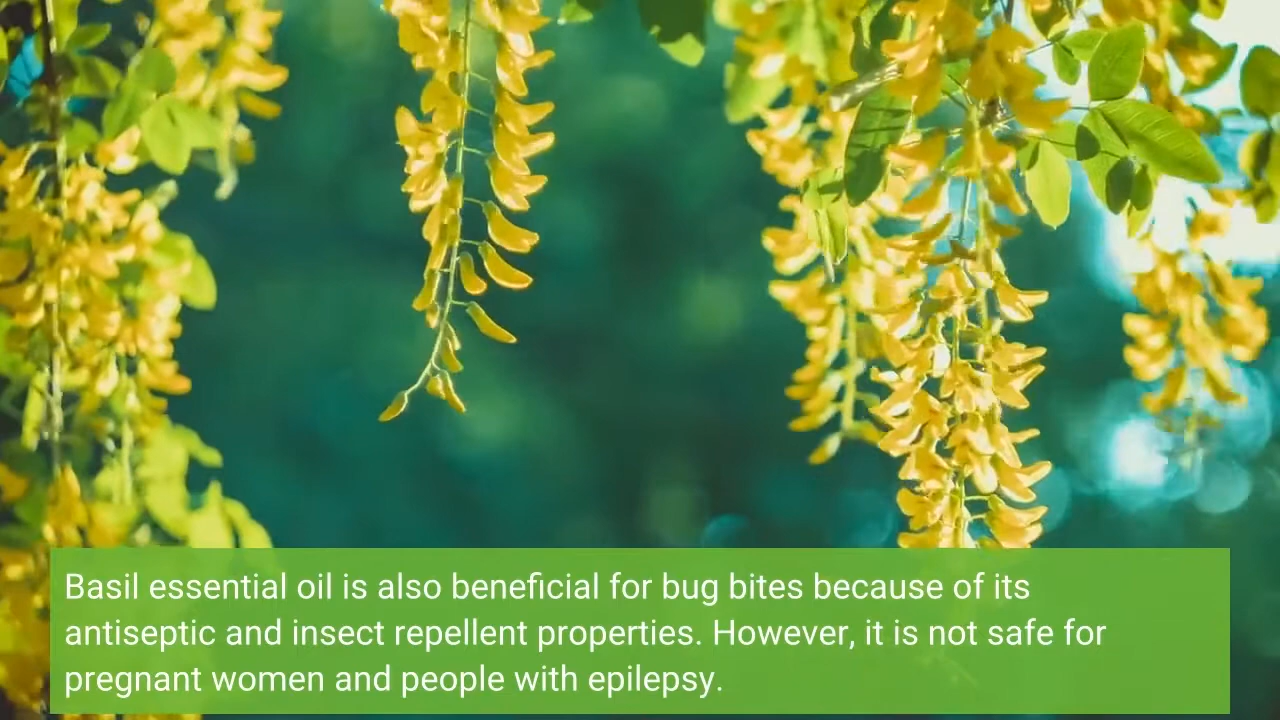 Basil essential oil is also beneficial for bug bites because of its
antiseptic and insect repellent properties. However, it is not safe for
pregnant women and people with epilepsy.